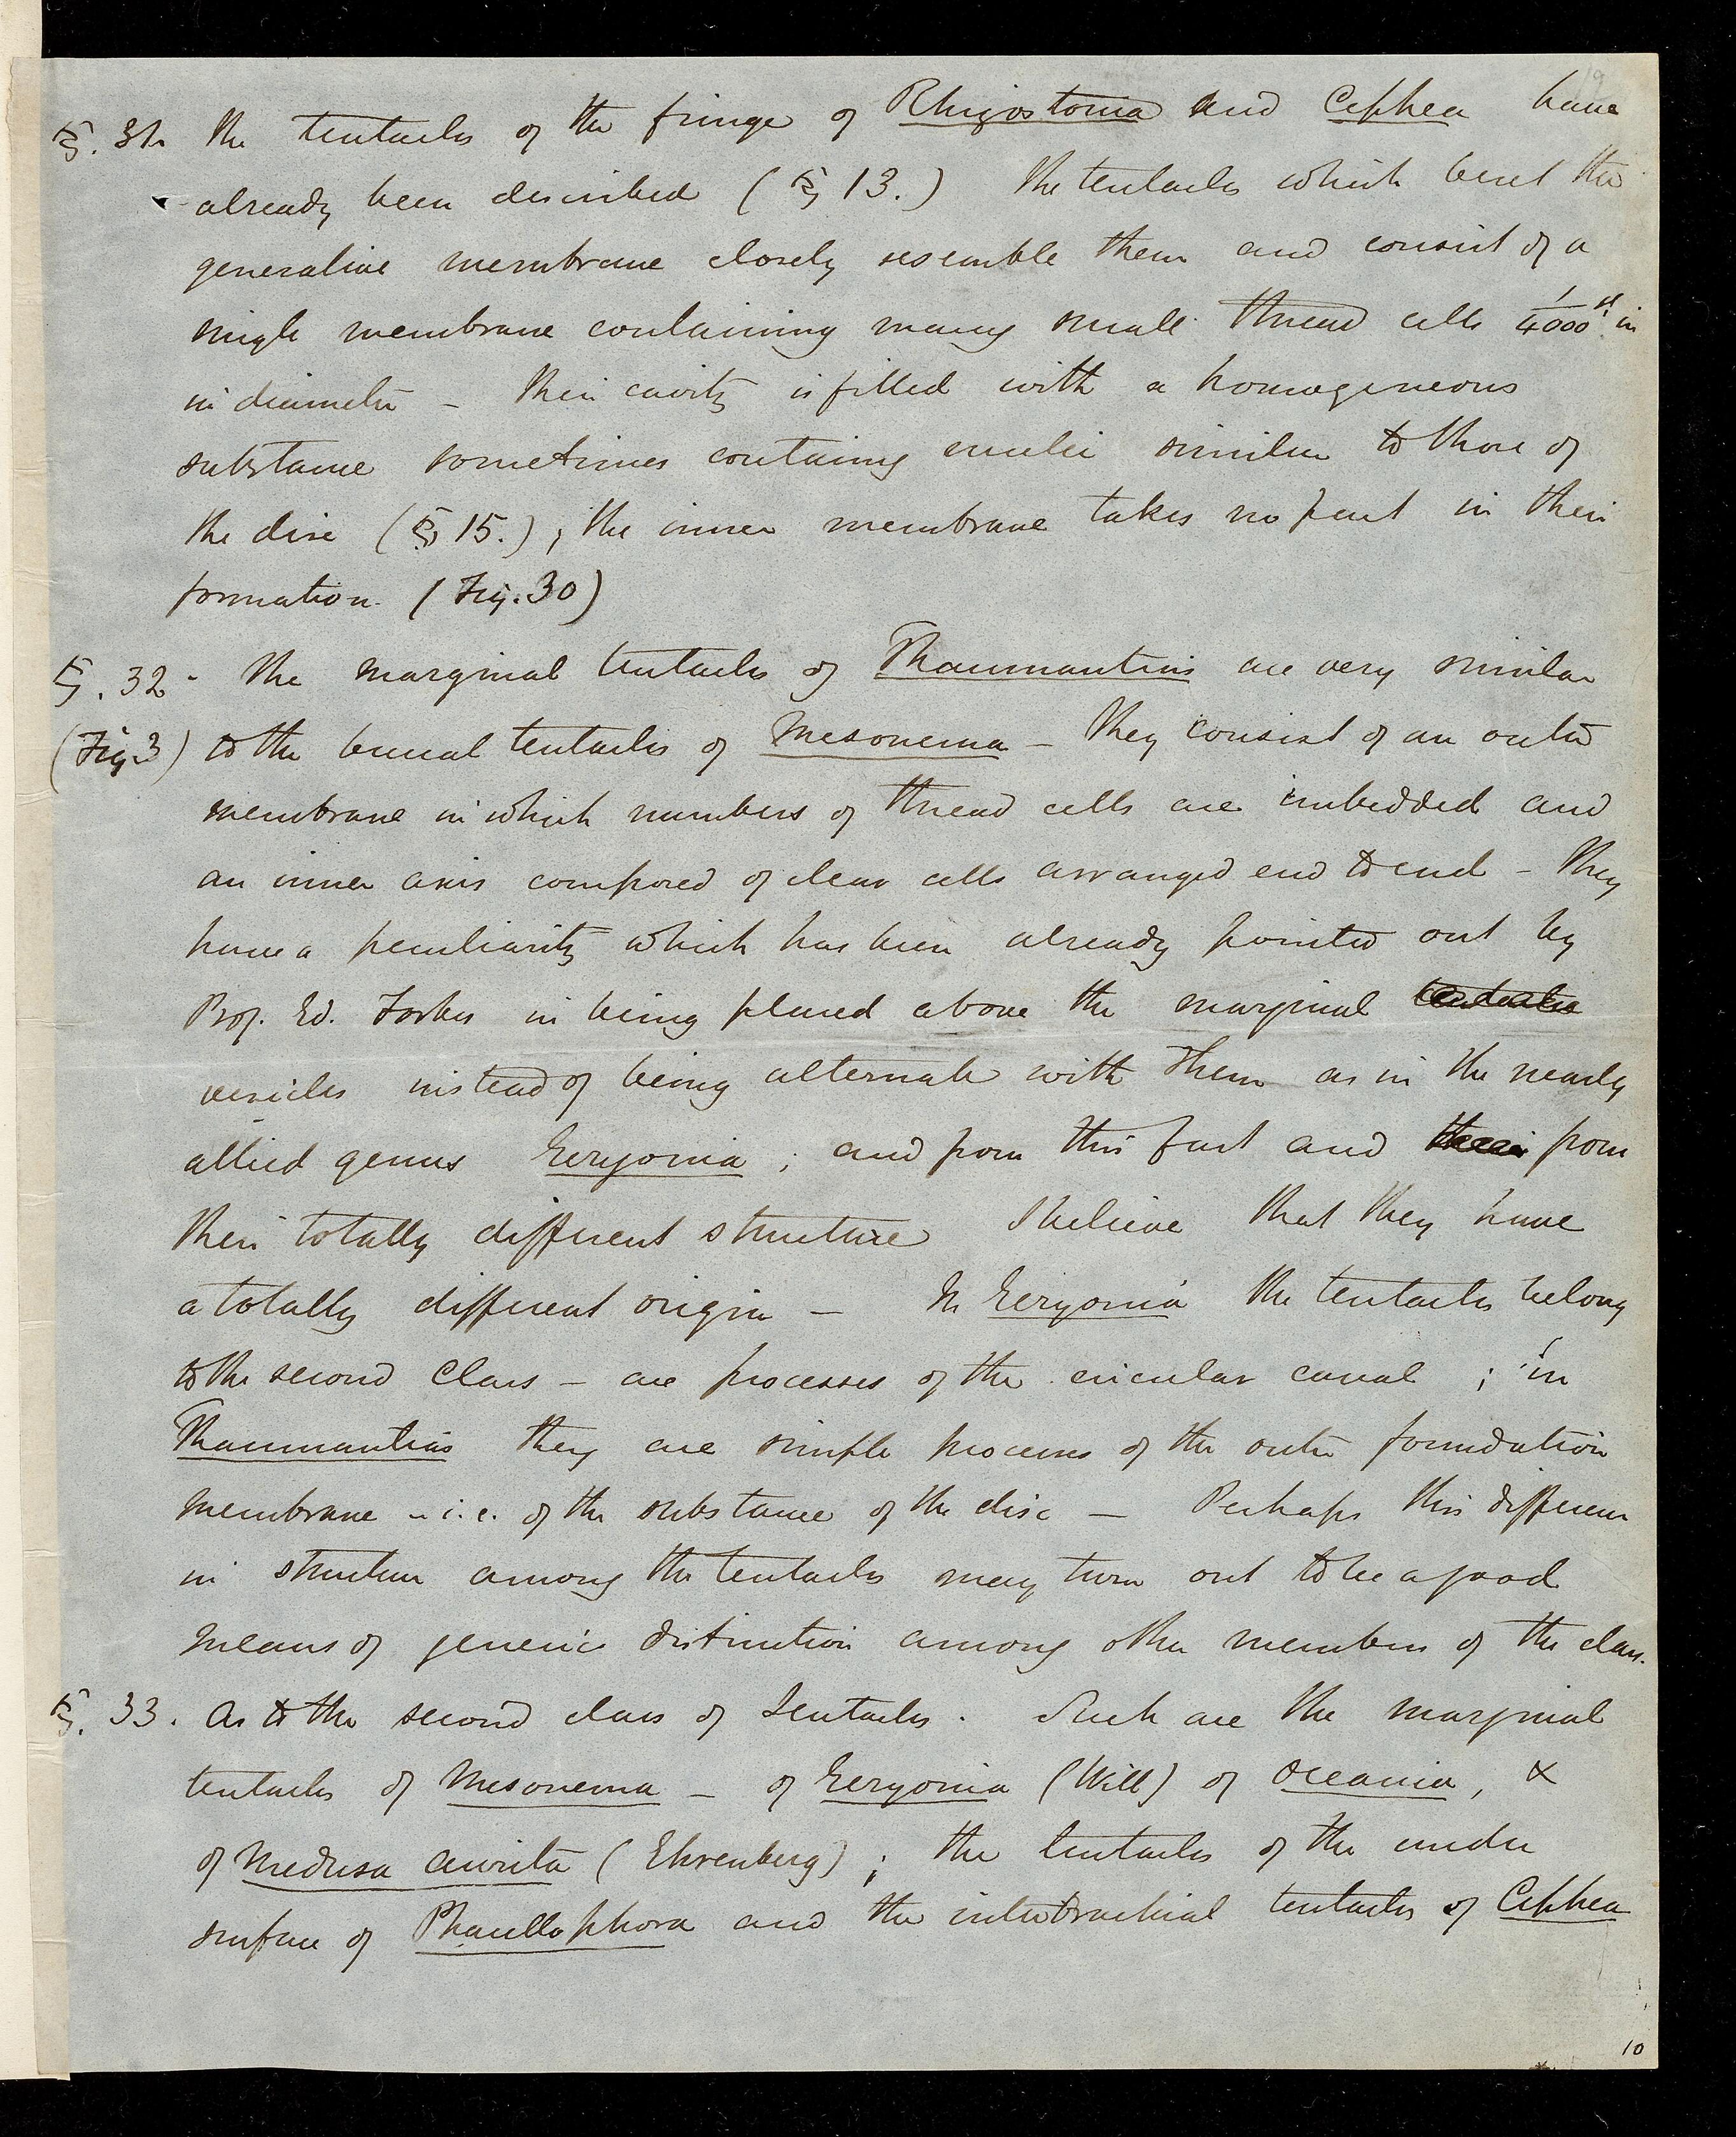 19
§. 31. The tentacles of the fringe of Rhizostoma and Cephea have
already been described (§ 13.) The tentacles which beset the
generative membrane closely resemble them and consist of a
single membrane containing many small thread cells 1/4000th in
in diameter – Their cavity is filled with a homogeneous
substance sometimes containg nuclei similar to those of
the disc (§ 15.); the inner membrane takes no part in their
formation. (Fig. 30)
§. 32 - The marginal tentacles of Thaumantias are very similar
(Fig. 3) to the buccal tentacles of Mesonema – They consist of an outer
membrane in which numbers of thread cells are imbedded and
an inner axis composed of clear cells arranged end to end – They
have a peculiarity which has been already pointed out by
Prof. Ed. Forbes in being placed above the marginal tentacles
vesicles instead of being alternate with them as in the nearly
allied genus Geryonia; and from this fact and their from
their totally different structure I believe that they have
a totally different origin – In Geryonia the tentacles belong
to the second Class – are processes of the circular canal; in
Thaumantias they are simple processes of the outer foundation
membrane – i.e. of the substance of the disc – Perhaps this difference
in structure among the tentacles may turn out to be a good
means of generic distinction among other members of the class.
§. 33. As to the second class of tentacles. Such are the marginal
tentacles of Mesonema – of Geryonia (Will) of Oceania, &
of Medusa aurita (Ehrenberg); the tentacles of the under
surface of Phacellophora and the interbrachial tentacles of Cephea
10